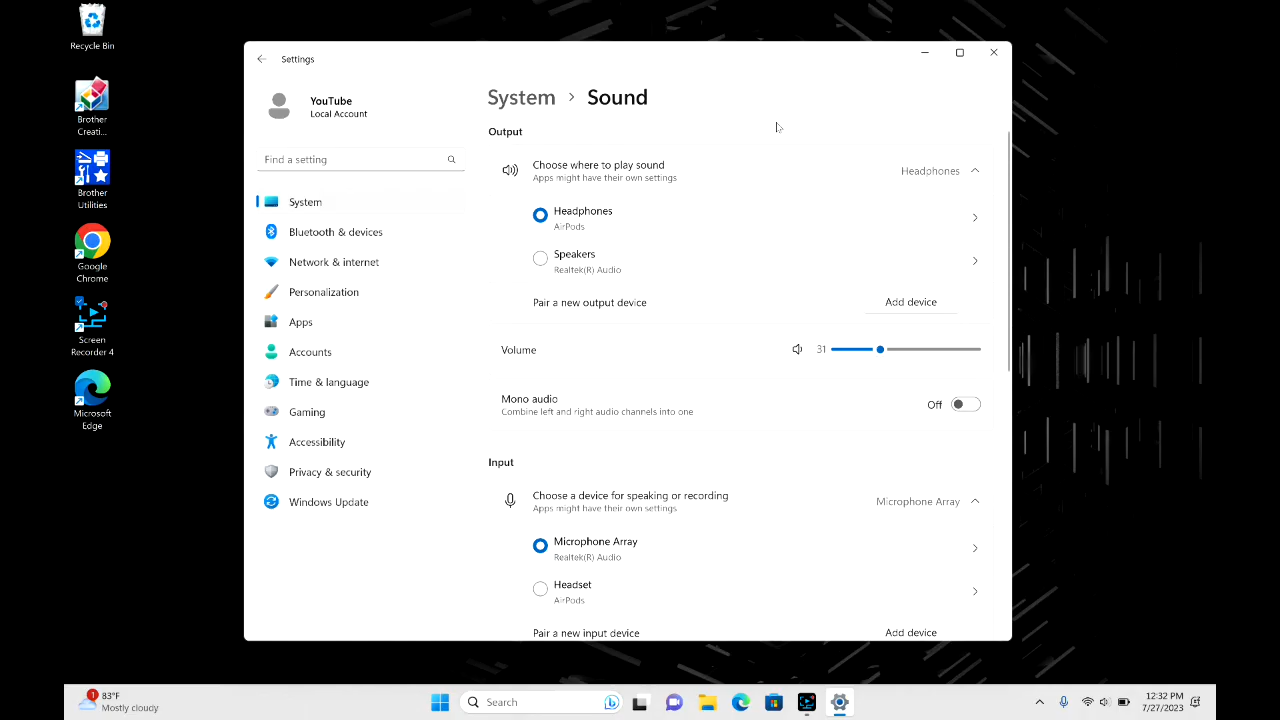 Recycle Bin
Brother
Creati...
Brother
Utilities
Google
Chrome
Screen
Recorder 4
Microsoft
Edge
Settings
YouTube
Local Account
Find a setting
System
Bluetooth & devices
Network & internet
Personalization
Apps
Accounts
Time & language
Gaming
Accessibility
Privacy & security
Windows Update
System > Sound
Output
Choose where to play sound
Apps might have their own settings
Headphones
Headphones
AirPods
Speakers
Realtek(R) Audio
Pair a new output device
Add device
Volume
31
Mono audio
Combine left and right audio channels into one
Off
Input
Choose a device for speaking or recording
Apps might have their own settings
Microphone Array
Microphone Array
Realtek(R) Audio
Headset
AirPods
Pair a new input device
Add device
1
83°F
Mostly cloudy
Search
12:32 PM
7/27/2023